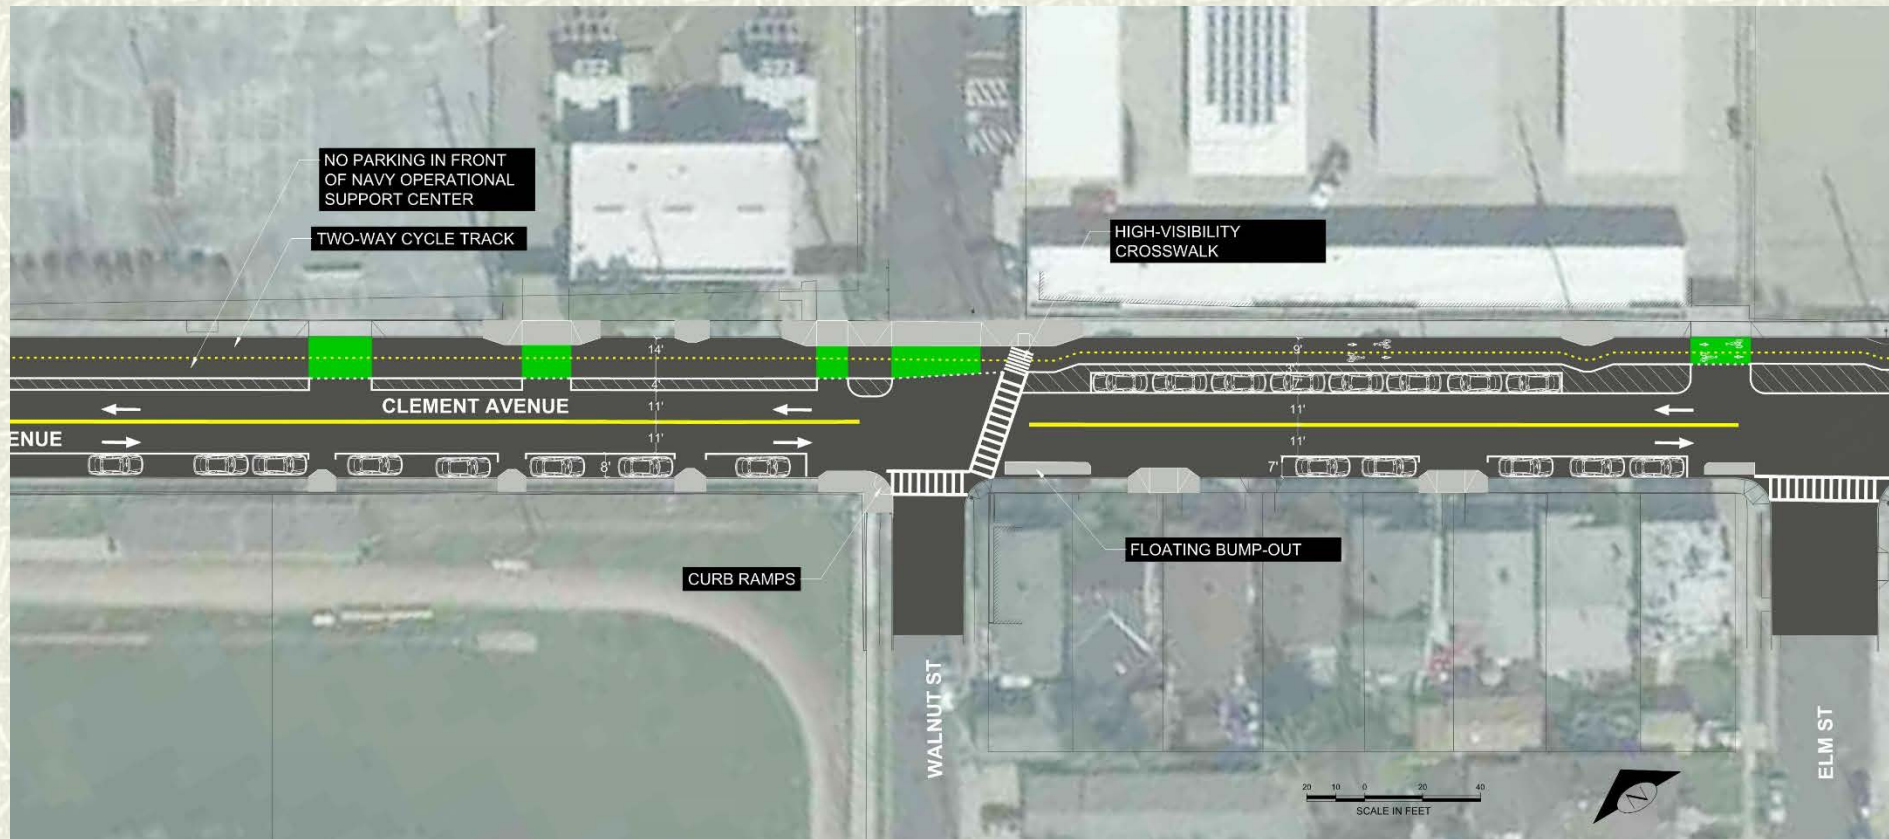 NO PARKING IN FRONT
OF NAVY OPERATIONAL
SUPPORT CENTER
TWO-WAY CYCLE TRACK
HIGH-VISIBILITY
CROSSWALK
14'
9'
4'
3'
7'
CLEMENT AVENUE
11'
11'
ENUE
11'
11'
8'
7'
CURB RAMPS
FLOATING BUMP-OUT
WALNUT ST
ELM ST
20 10 0 20 40
SCALE IN FEET
N